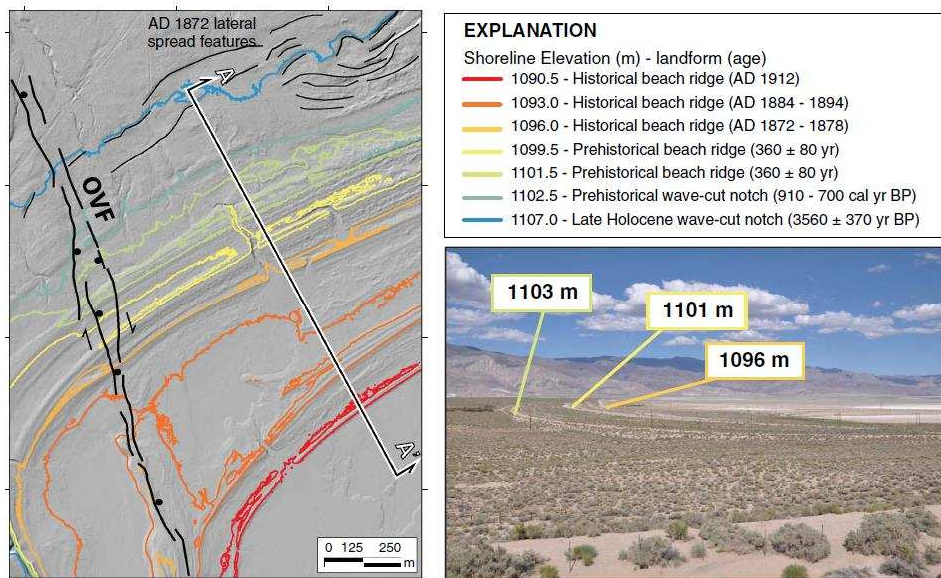 AD 1872 lateral
spread features
A
OVF
A'
0 125 250
m
EXPLANATION
Shoreline Elevation (m) - landform (age)
1090.5 - Historical beach ridge (AD 1912)
1093.0 - Historical beach ridge (AD 1884 - 1894)
1096.0 - Historical beach ridge (AD 1872 - 1878)
1099.5 - Prehistorical beach ridge (360 ± 80 yr)
1101.5 - Prehistorical beach ridge (360 ± 80 yr)
1102.5 - Prehistorical wave-cut notch (910 - 700 cal yr BP)
1107.0 - Late Holocene wave-cut notch (3560 ± 370 yr BP)
1103 m
1101 m
1096 m